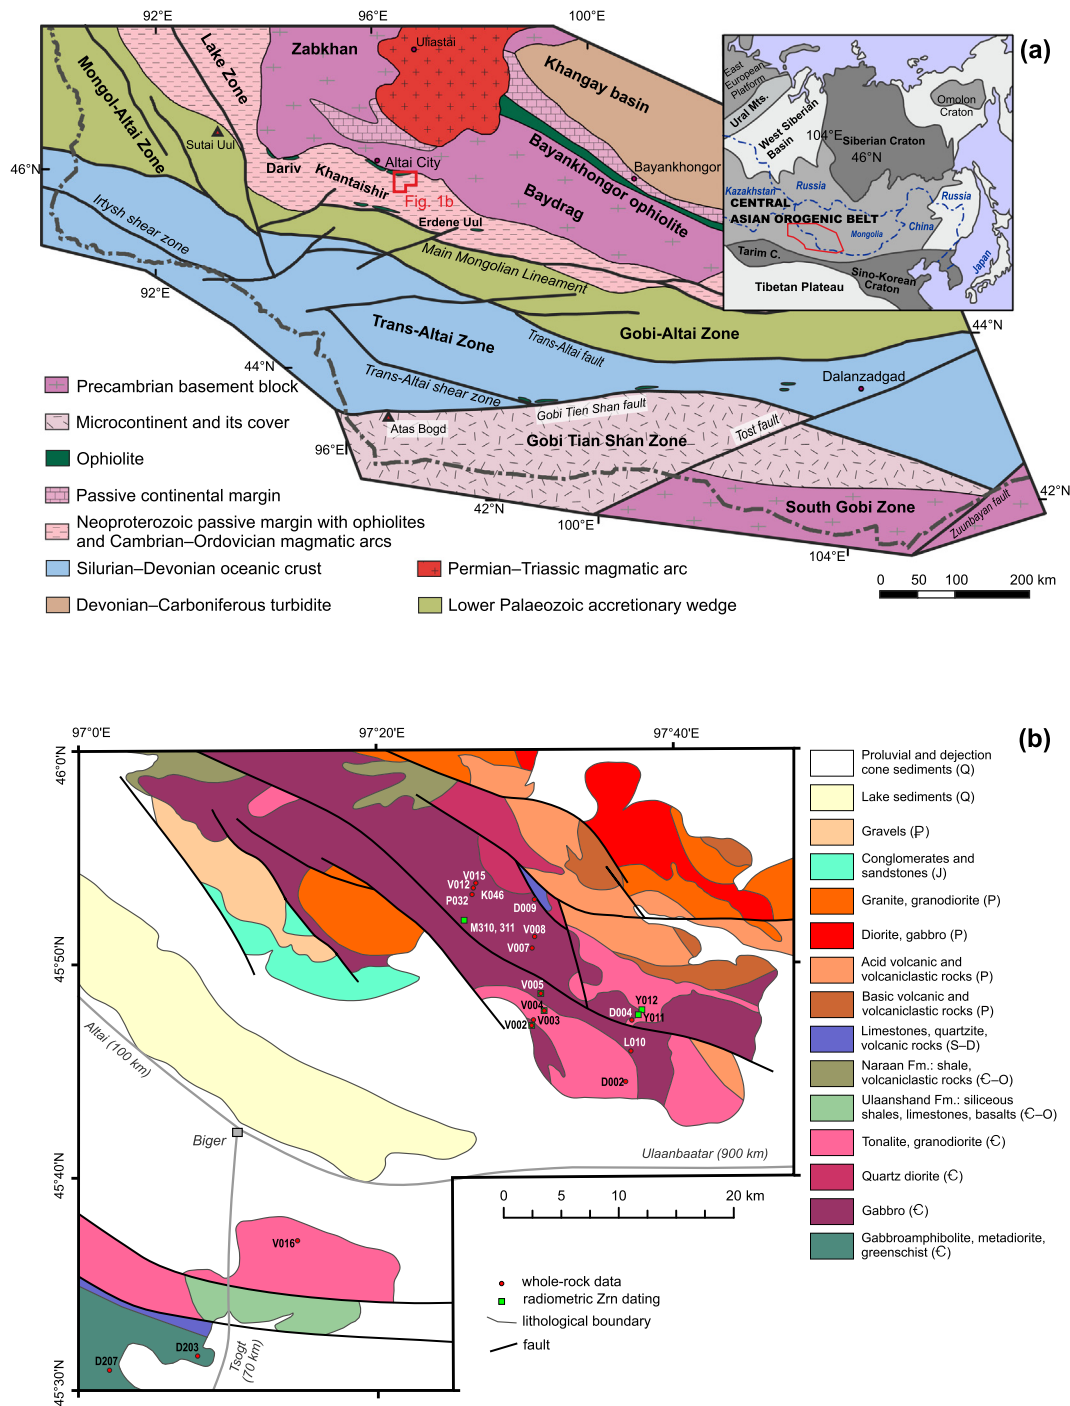 92°E
96°E
100°E
(a)
Zabkhan
Uliastai
Lake Zone
Mongol-Altai Zone
Khangay basin
Sutai Uul
46°N
Dariv
Altai City
Khantaishir
Fig. 1b
Erdene Uul
Bayankhongor
Bayankhongor ophiolite
Baydrag
Irtysh shear zone
Main Mongolian Lineament
92°E
Trans-Altai Zone
Trans-Altai fault
Gobi-Altai Zone
44°N
44°N
Trans-Altai shear zone
Dalanzadgad
Gobi Tien Shan fault
Atas Bogd
Gobi Tian Shan Zone
Tost fault
96°E
42°N
100°E
South Gobi Zone
Zuunbayan fault
42°N
104°E
East
European
Platform
Ural Mts.
West Siberian
Basin
104°E
46°N
Siberian Craton
Omolon
Craton
Kazakhstan
Russia
Russia
CENTRAL
ASIAN OROGENIC BELT
Mongolia
China
Tarim C.
Sino-Korean
Craton
Japan
Tibetan Plateau
Precambrian basement block
Microcontinent and its cover
Ophiolite
Passive continental margin
Neoproterozoic passive margin with ophiolites
and Cambrian–Ordovician magmatic arcs
Silurian–Devonian oceanic crust
Devonian–Carboniferous turbidite
Permian–Triassic magmatic arc
Lower Palaeozoic accretionary wedge
0 50 100 200 km
97°0'E
97°20'E
97°40'E
(b)
46°0'N
45°50'N
45°40'N
45°30'N
V015
V012
K046
P032
D009
M310, 311
V008
V007
V005
V004
V003
V002
Y012
D004
Y011
L010
D002
Altai (100 km)
Biger
Ulaanbaatar (900 km)
V016
D203
D207
Tsogt
(70 km)
0 5 10 20 km
whole-rock data
radiometric Zrn dating
lithological boundary
fault
Proluvial and dejection
cone sediments (Q)
Lake sediments (Q)
Gravels (Ꝑ)
Conglomerates and
sandstones (J)
Granite, granodiorite (P)
Diorite, gabbro (P)
Acid volcanic and
volcaniclastic rocks (P)
Basic volcanic and
volcaniclastic rocks (P)
Limestones, quartzite,
volcanic rocks (S–D)
Naraan Fm.: shale,
volcaniclastic rocks (Ꞓ–O)
Ulaanshand Fm.: siliceous
shales, limestones, basalts (Ꞓ–O)
Tonalite, granodiorite (Ꞓ)
Quartz diorite (Ꞓ)
Gabbro (Ꞓ)
Gabbroamphibolite, metadiorite,
greenschist (Ꞓ)